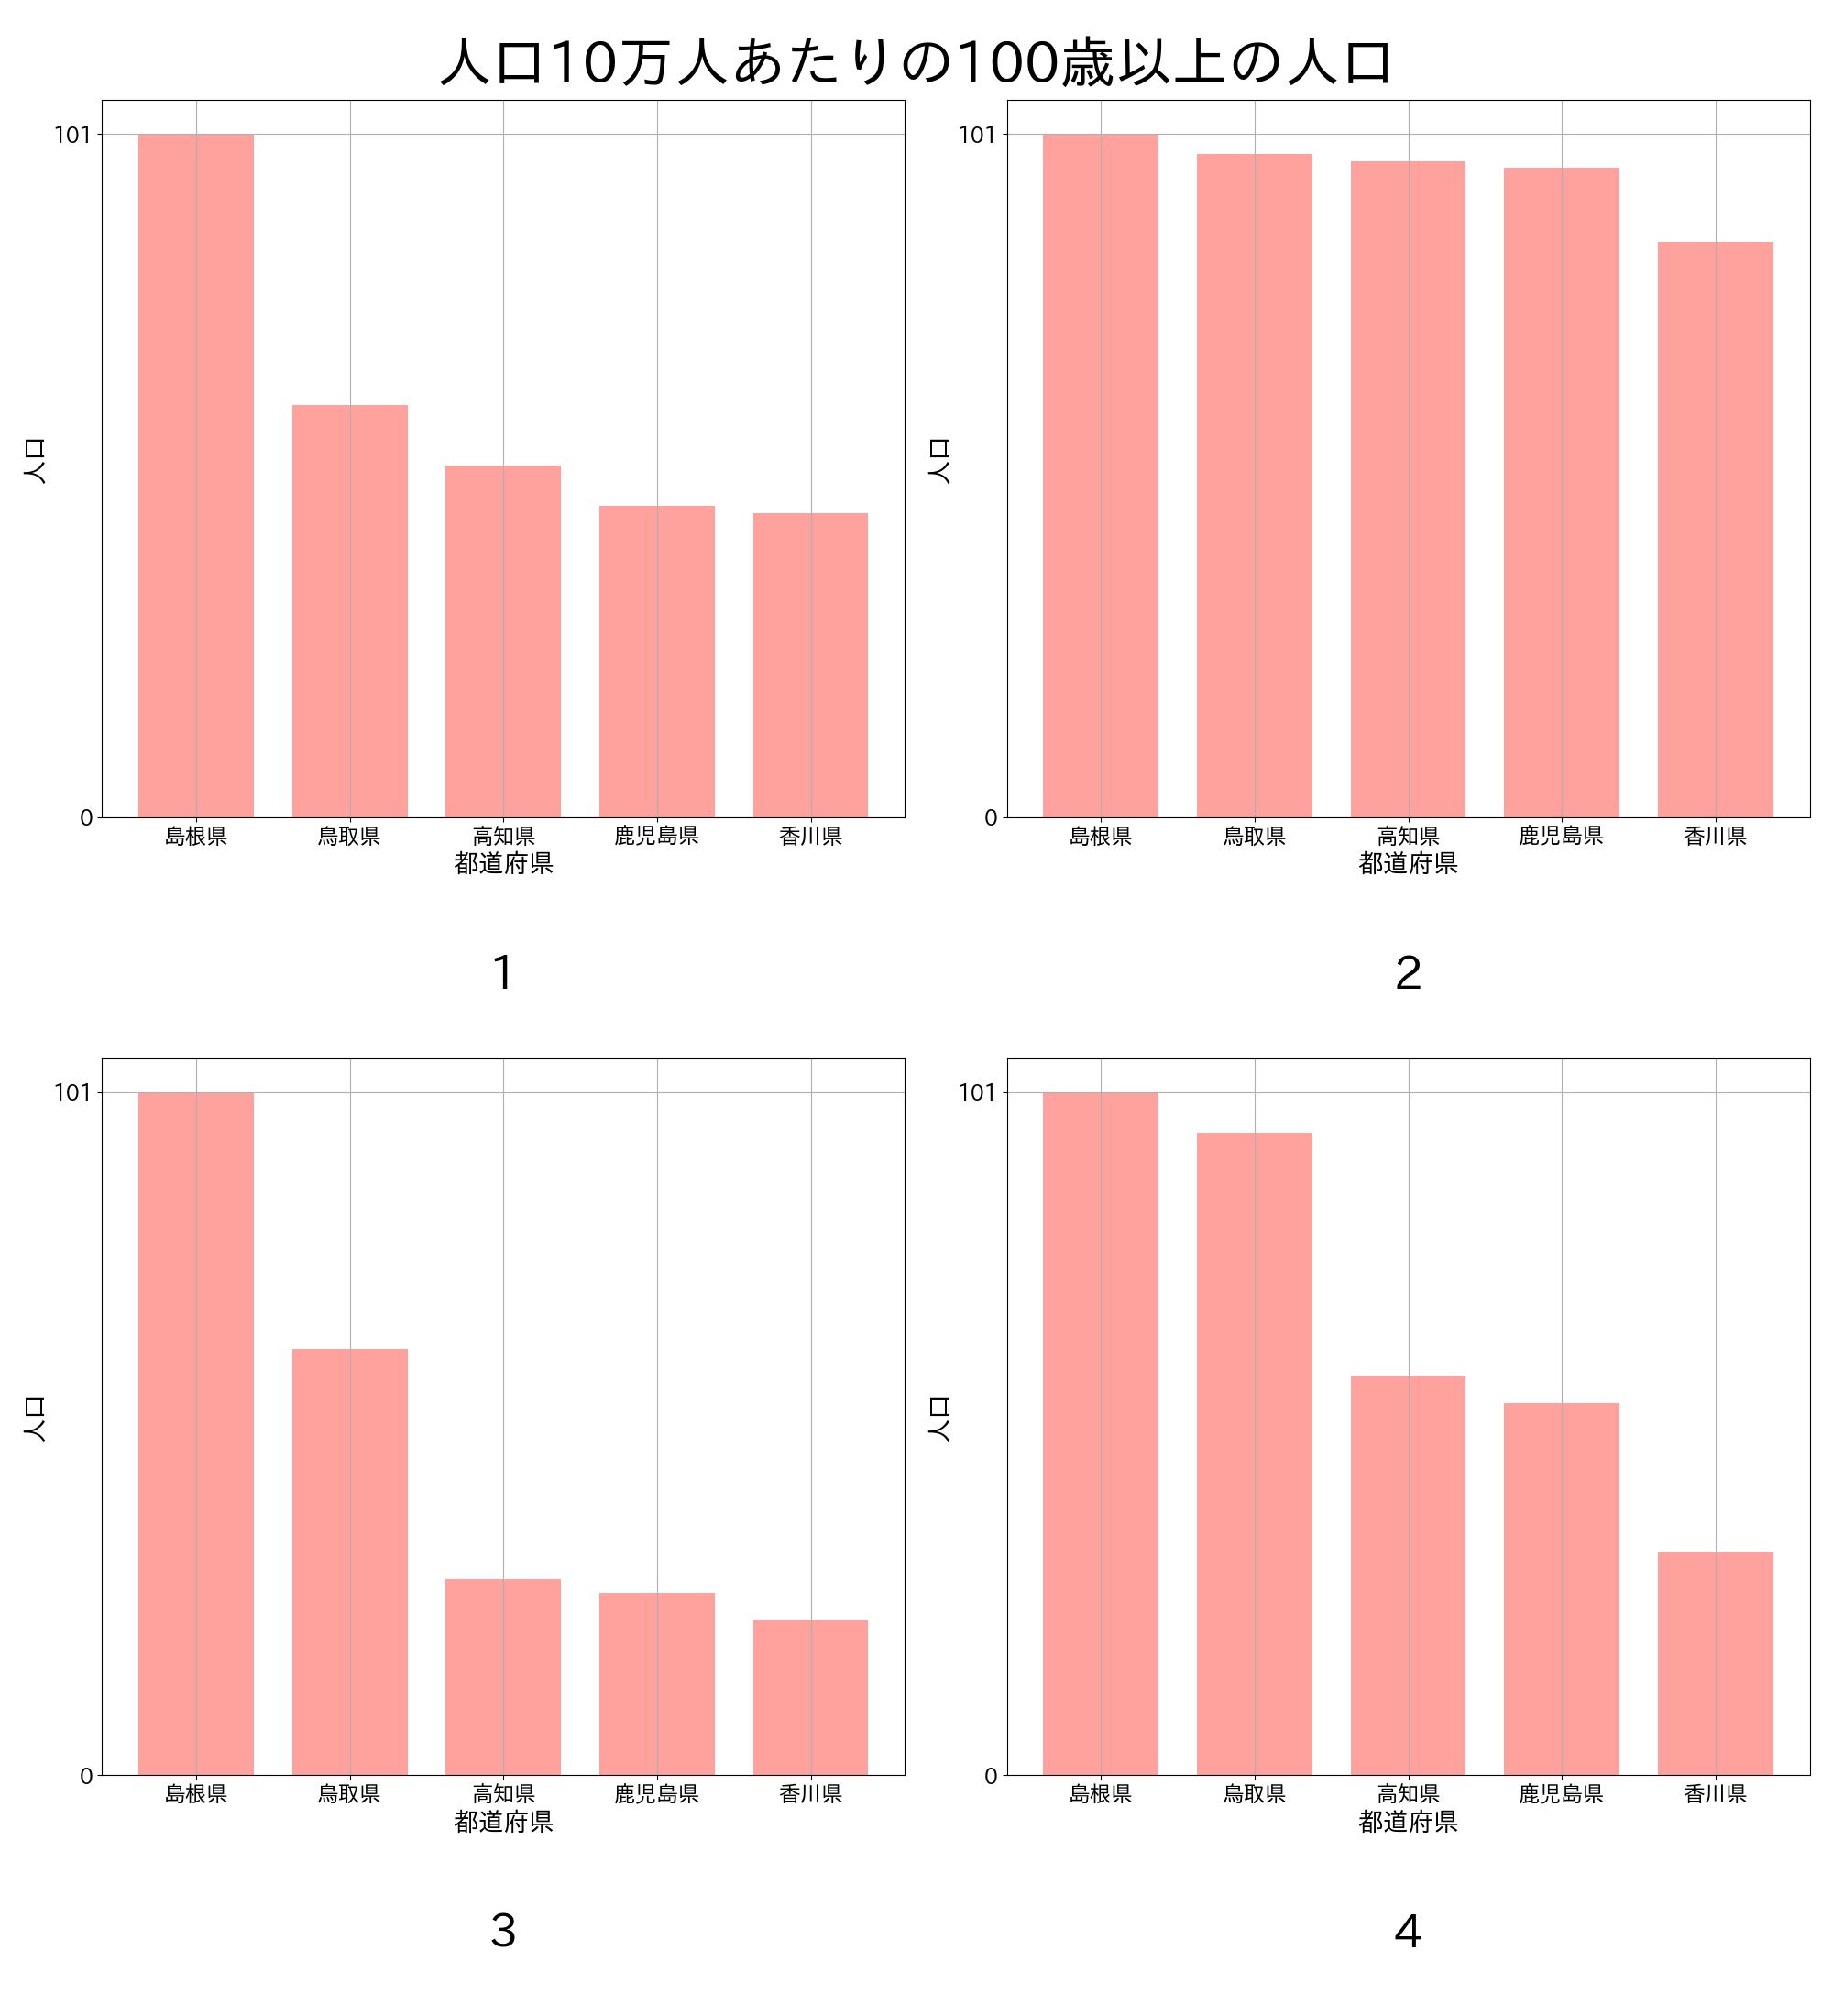 人口10万人あたりの100歳以上の人口
101
0
人口
島根県 鳥取県 高知県 鹿児島県 香川県
都道府県
1
101
0
人口
島根県 鳥取県 高知県 鹿児島県 香川県
都道府県
2
101
0
人口
島根県 鳥取県 高知県 鹿児島県 香川県
都道府県
3
101
0
人口
島根県 鳥取県 高知県 鹿児島県 香川県
都道府県
4